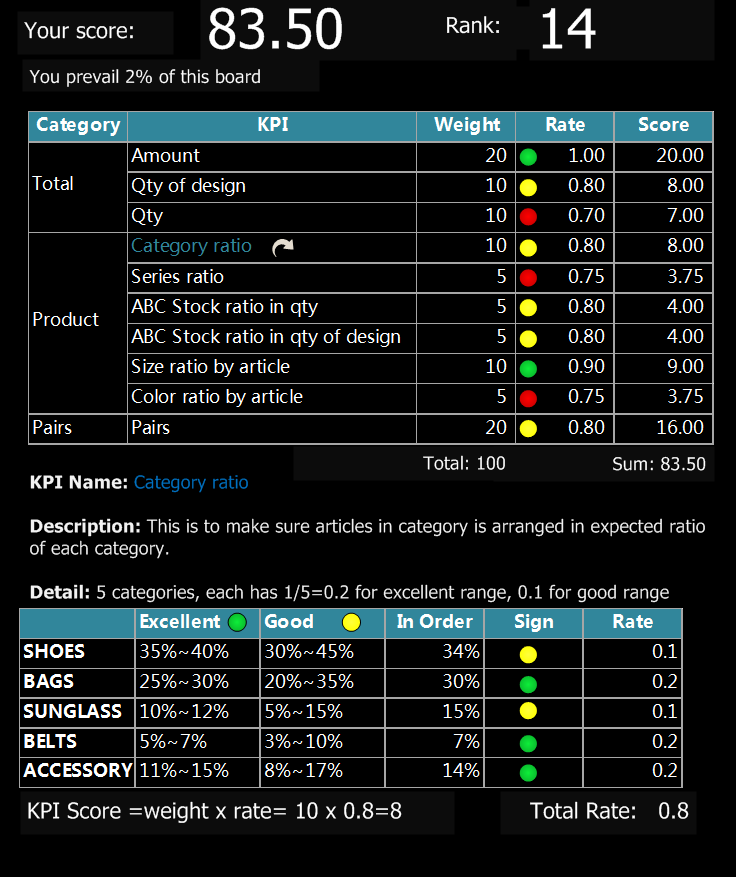 Your score: 83.50 Rank: 14
You prevail 2% of this board
Category KPI Weight Rate Score
Total
Amount 20 1.00 20.00
Qty of design 10 0.80 8.00
Qty 10 0.70 7.00
Product
Category ratio 10 0.80 8.00
Series ratio 5 0.75 3.75
ABC Stock ratio in qty 5 0.80 4.00
ABC Stock ratio in qty of design 5 0.80 4.00
Size ratio by article 10 0.90 9.00
Color ratio by article 5 0.75 3.75
Pairs Pairs 20 0.80 16.00
Total: 100 Sum: 83.50
KPI Name: Category ratio
Description: This is to make sure articles in category is arranged in expected ratio
of each category.
Detail: 5 categories, each has 1/5=0.2 for excellent range, 0.1 for good range
Excellent Good In Order Sign Rate
SHOES 35%~40% 30%~45% 34% 0.1
BAGS 25%~30% 20%~35% 30% 0.2
SUNGLASS 10%~12% 5%~15% 15% 0.1
BELTS 5%~7% 3%~10% 7% 0.2
ACCESSORY 11%~15% 8%~17% 14% 0.2
KPI Score =weight x rate= 10 x 0.8=8 Total Rate: 0.8